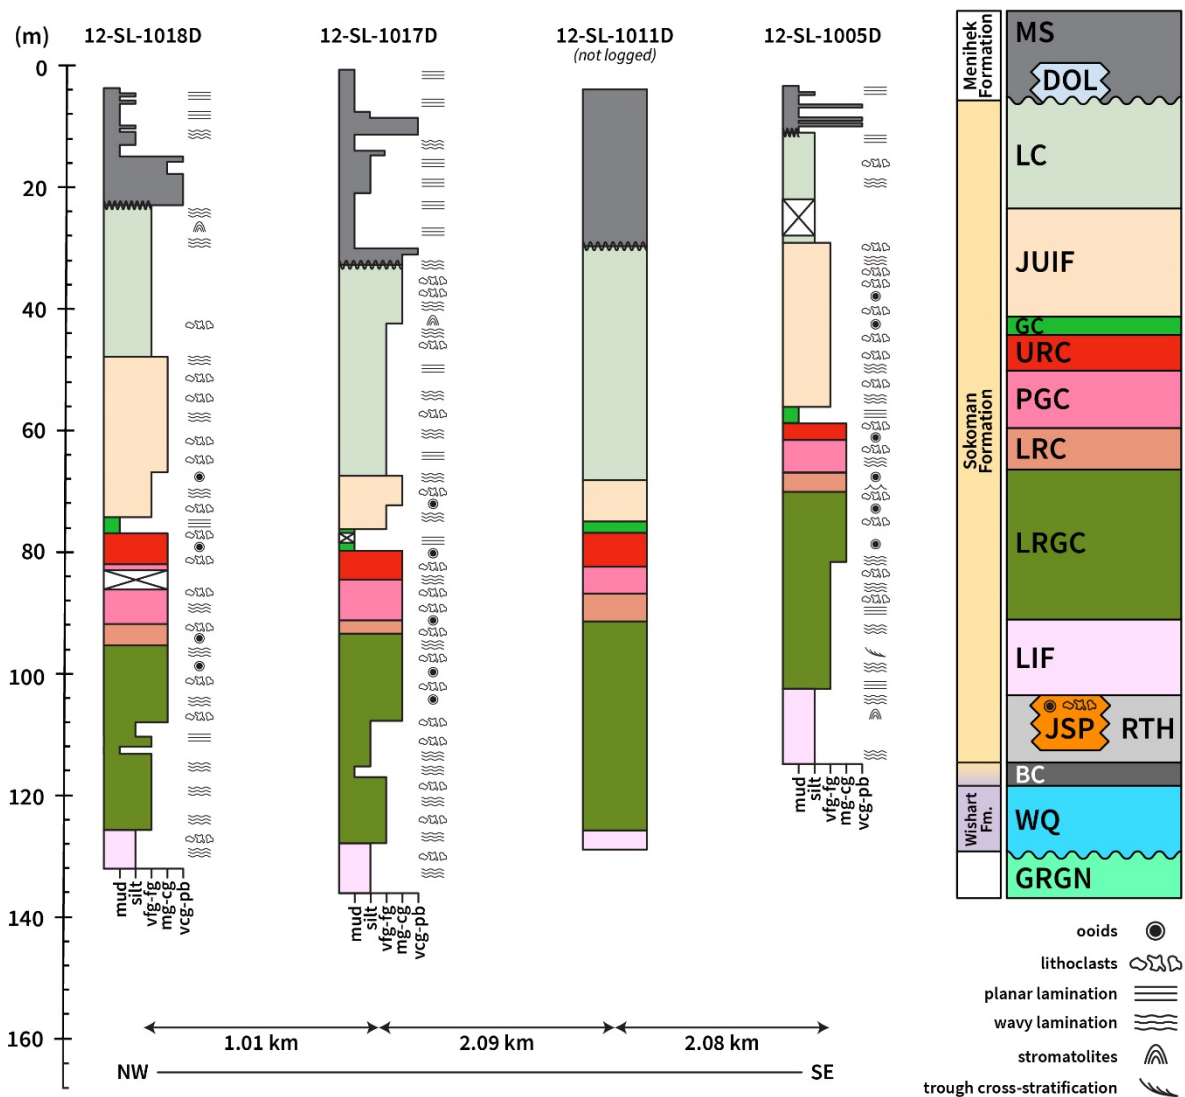 (m)
12-SL-1018D
12-SL-1017D
12-SL-1011D
(not logged)
12-SL-1005D
0
20
40
60
80
100
120
140
160
mud
silt
vfg-fg
mg-cg
vcg-pb
mud
silt
vfg-fg
mg-cg
vcg-pb
mud
silt
vfg-fg
mg-cg
vcg-pb
1.01 km
2.09 km
2.08 km
NW
SE
Menihek
Formation
Sokoman
Formation
Wishart
Fm.
MS
DOL
LC
JUIF
GC
URC
PGC
LRC
LRGC
LIF
JSP
RTH
BC
WQ
GRGN
ooids
lithoclasts
planar lamination
wavy lamination
stromatolites
trough cross-stratification